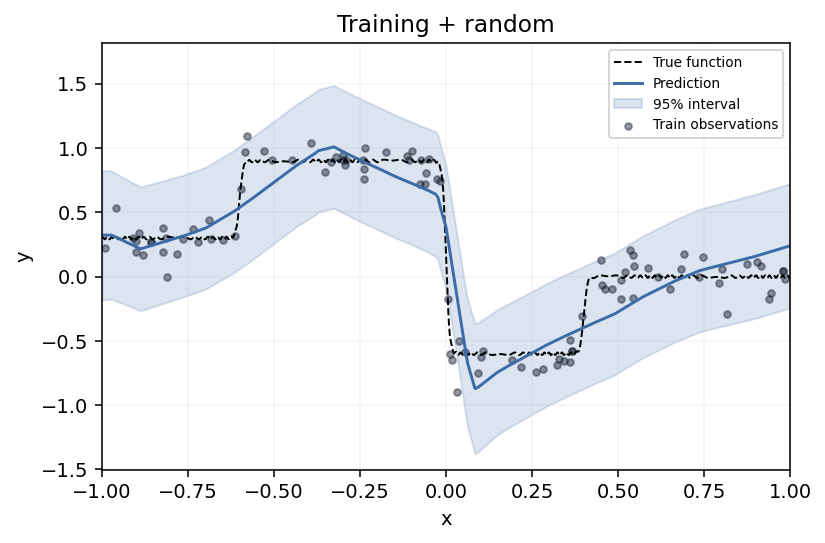 Training + random
True function
Prediction
95% interval
Train observations
y
1.5
1.0
0.5
0.0
−0.5
−1.0
−1.5
−1.00 −0.75 −0.50 −0.25 0.00 0.25 0.50 0.75 1.00
x